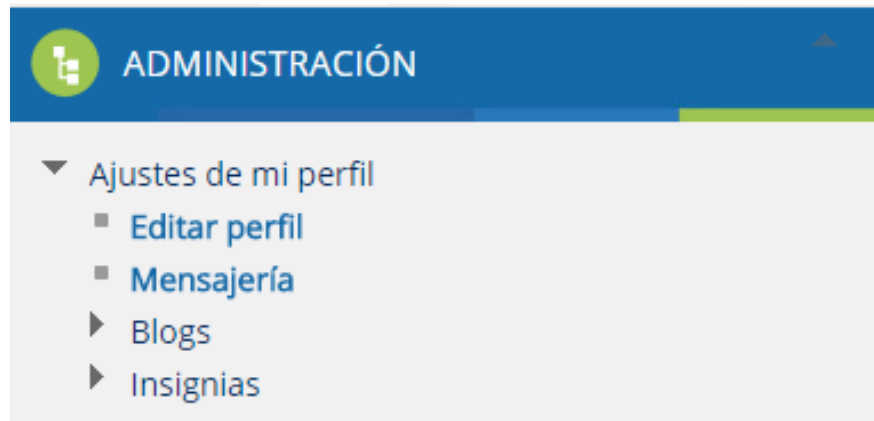 ADMINISTRACIÓN
Ajustes de mi perfil
Editar perfil
Mensajería
Blogs
Insignias